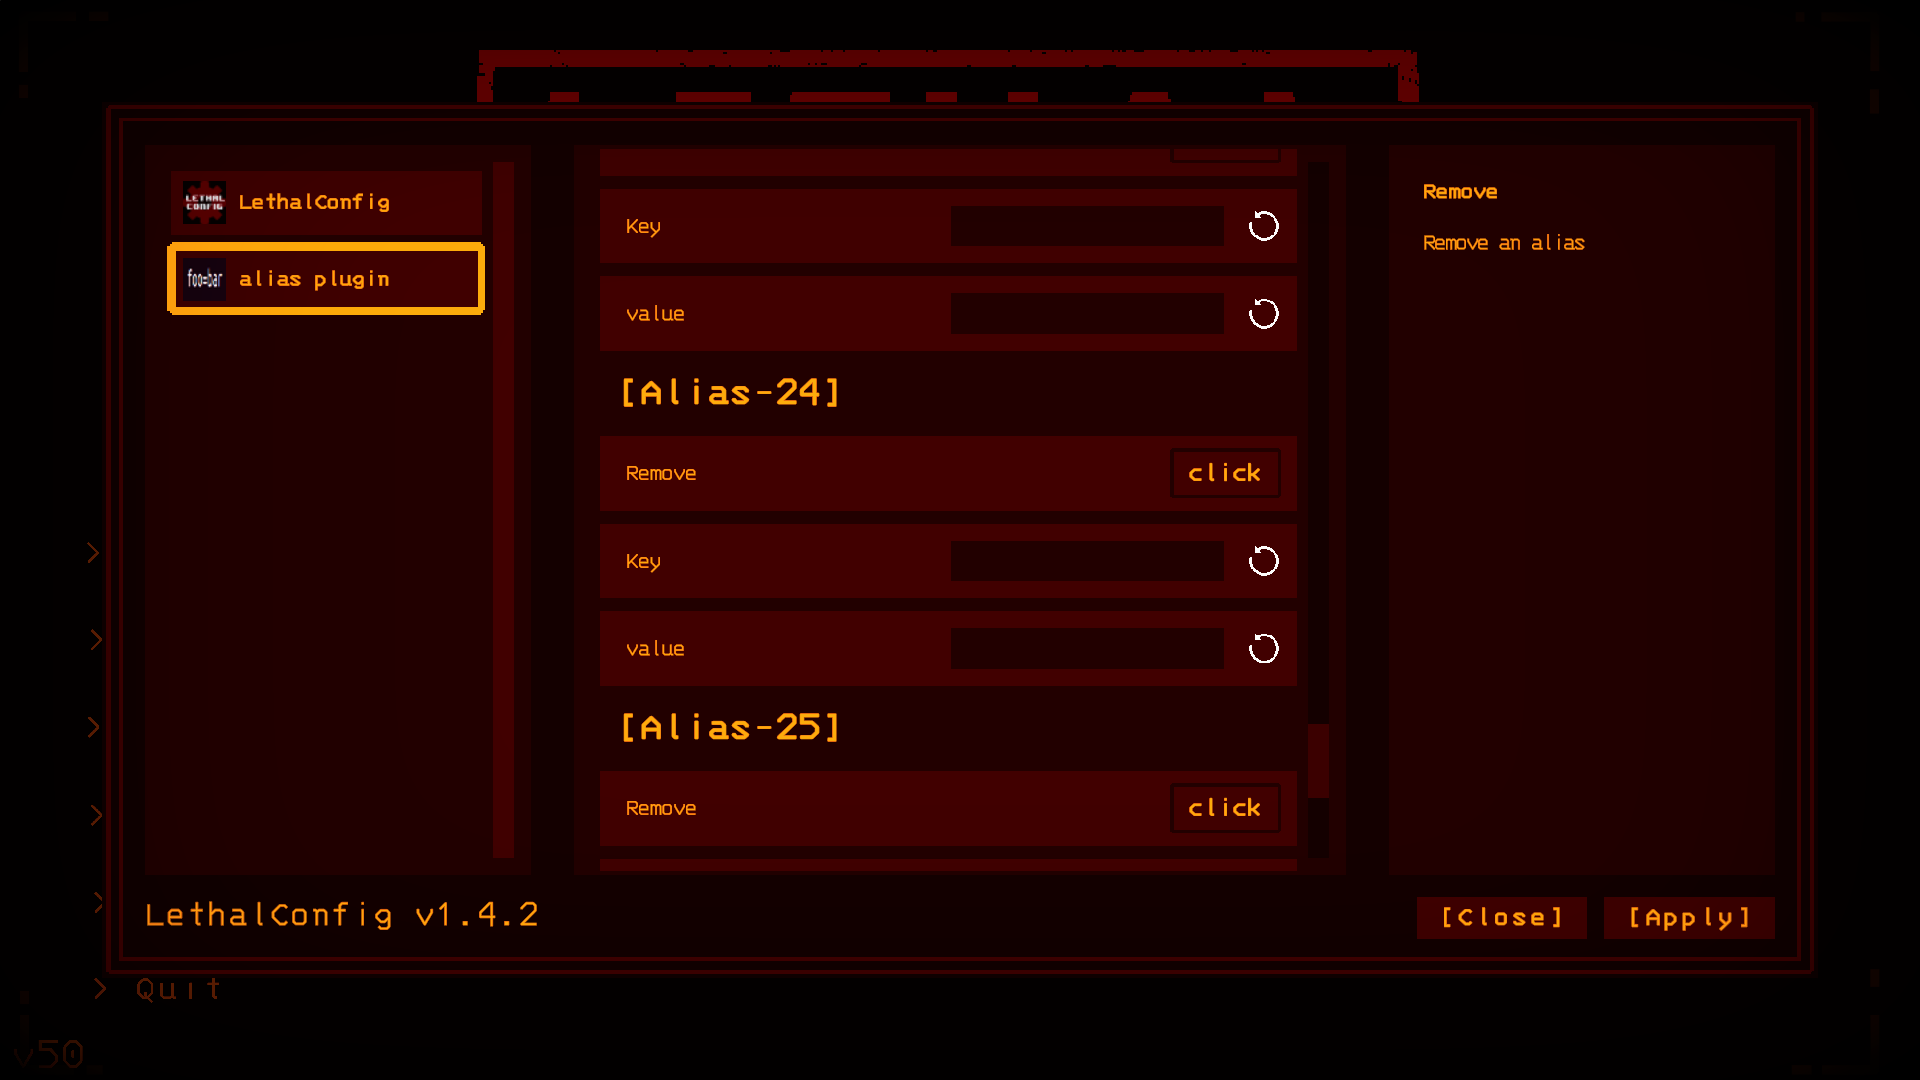 LETHAL
CONFIG
LethalConfig
foo=bar
alias plugin
Key
value
[Alias-24]
Remove
click
Key
value
[Alias-25]
Remove
click
Remove
Remove an alias
LethalConfig v1.4.2
[Close]
[Apply]
>
>
>
>
>
> Quit
v50